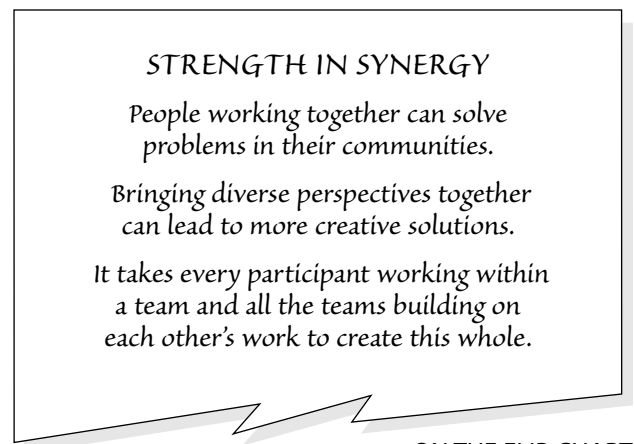 STRENGTH IN SYNERGY
People working together can solve
problems in their communities.
Bringing diverse perspectives together
can lead to more creative solutions.
It takes every participant working within
a team and all the teams building on
each other's work to create this whole.